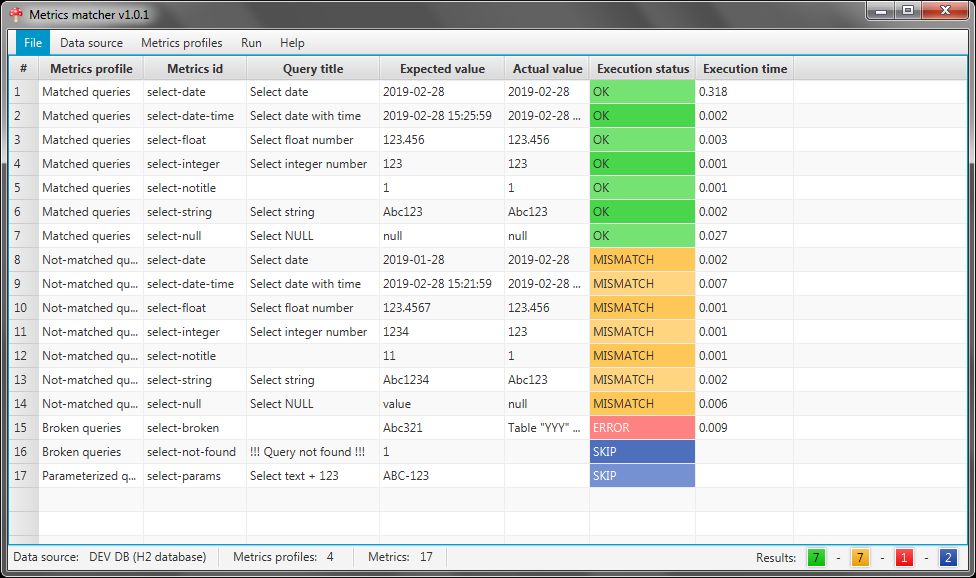 Metrics matcher v1.0.1
File Data source Metrics profiles Run Help
# Metrics profile Metrics id Query title Expected value Actual value Execution status Execution time
1 Matched queries select-date Select date 2019-02-28 2019-02-28 OK 0.318
2 Matched queries select-date-time Select date with time 2019-02-28 15:25:59 2019-02-28 ... OK 0.002
3 Matched queries select-float Select float number 123.456 123.456 OK 0.003
4 Matched queries select-integer Select integer number 123 123 OK 0.001
5 Matched queries select-notitle 1 1 OK 0.001
6 Matched queries select-string Select string Abc123 Abc123 OK 0.002
7 Matched queries select-null Select NULL null null OK 0.027
8 Not-matched qu... select-date Select date 2019-01-28 2019-02-28 MISMATCH 0.002
9 Not-matched qu... select-date-time Select date with time 2019-02-28 15:21:59 2019-02-28 ... MISMATCH 0.007
10 Not-matched qu... select-float Select float number 123.4567 123.456 MISMATCH 0.001
11 Not-matched qu... select-integer Select integer number 1234 123 MISMATCH 0.001
12 Not-matched qu... select-notitle 11 1 MISMATCH 0.001
13 Not-matched qu... select-string Select string Abc1234 Abc123 MISMATCH 0.002
14 Not-matched qu... select-null Select NULL value null MISMATCH 0.006
15 Broken queries select-broken Abc321 Table "YYY" ... ERROR 0.009
16 Broken queries select-not-found !!! Query not found !!! 1 SKIP
17 Parameterized q... select-params Select text + 123 ABC-123 SKIP
Data source: DEV DB (H2 database) Metrics profiles: 4 Metrics: 17 Results: 7 - 7 - 1 - 2